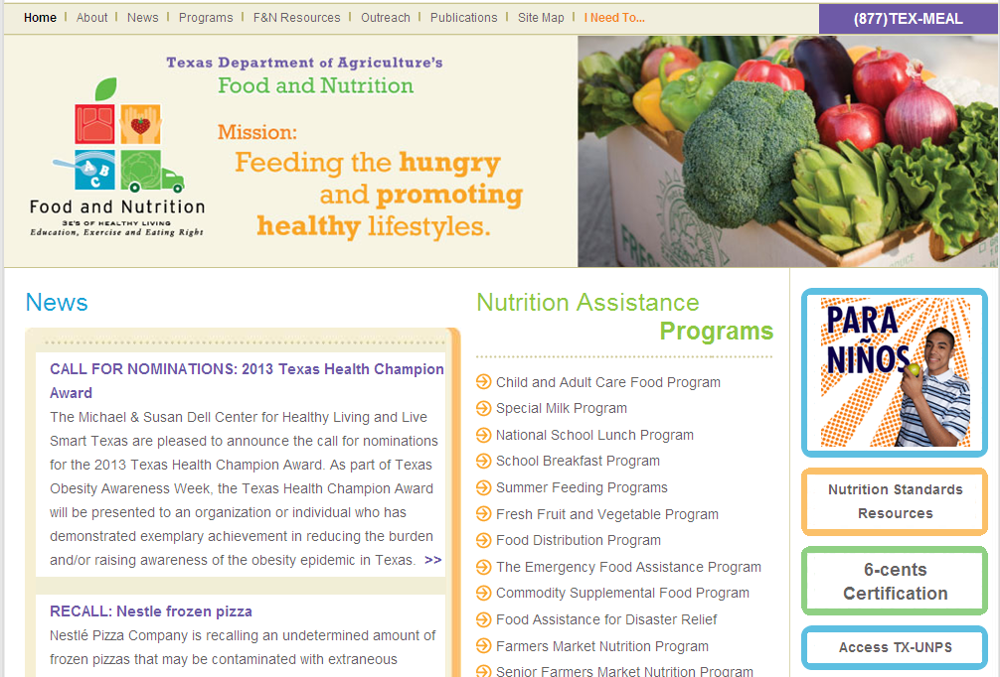 Home | About | News | Programs | F&N Resources | Outreach | Publications | Site Map | I Need To...
(877)TEX-MEAL
Texas Department of Agriculture's
Food and Nutrition
Mission:
Feeding the hungry
and promoting
healthy lifestyles.
A B
C
Food and Nutrition
3E'S OF HEALTHY LIVING
Education, Exercise and Eating Right
News
CALL FOR NOMINATIONS: 2013 Texas Health Champion
Award
The Michael & Susan Dell Center for Healthy Living and Live
Smart Texas are pleased to announce the call for nominations
for the 2013 Texas Health Champion Award. As part of Texas
Obesity Awareness Week, the Texas Health Champion Award
will be presented to an organization or individual who has
demonstrated exemplary achievement in reducing the burden
and/or raising awareness of the obesity epidemic in Texas. >>
RECALL: Nestle frozen pizza
Nestlé Pizza Company is recalling an undetermined amount of
frozen pizzas that may be contaminated with extraneous
Nutrition Assistance
Programs
Child and Adult Care Food Program
Special Milk Program
National School Lunch Program
School Breakfast Program
Summer Feeding Programs
Fresh Fruit and Vegetable Program
Food Distribution Program
The Emergency Food Assistance Program
Commodity Supplemental Food Program
Food Assistance for Disaster Relief
Farmers Market Nutrition Program
Senior Farmers Market Nutrition Program
PARA
NIÑOS
Nutrition Standards
Resources
6-cents
Certification
Access TX-UNPS